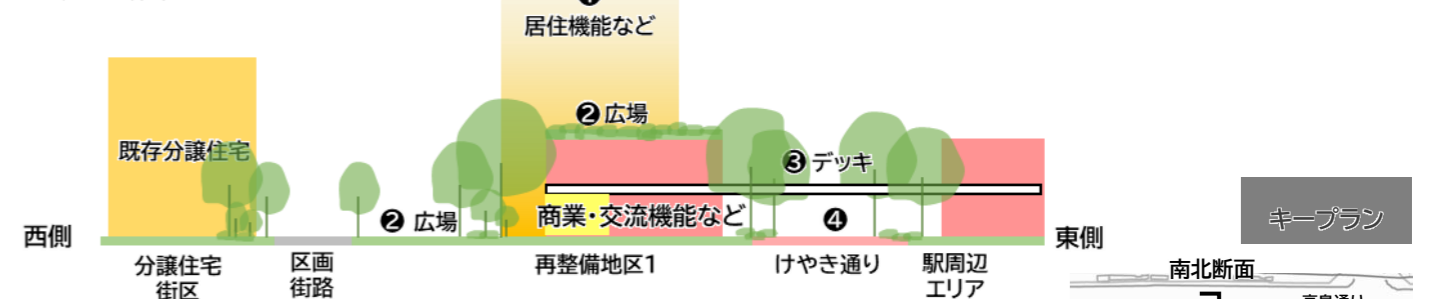 居住機能など
❷広場
既存分譲住宅
❸デッキ
❷ 広場
商業・交流機能など
❹
キープラン
西側
東側
分譲住宅
街区
区画
街路
再整備地区1
けやき通り
駅周辺
エリア
南北断面